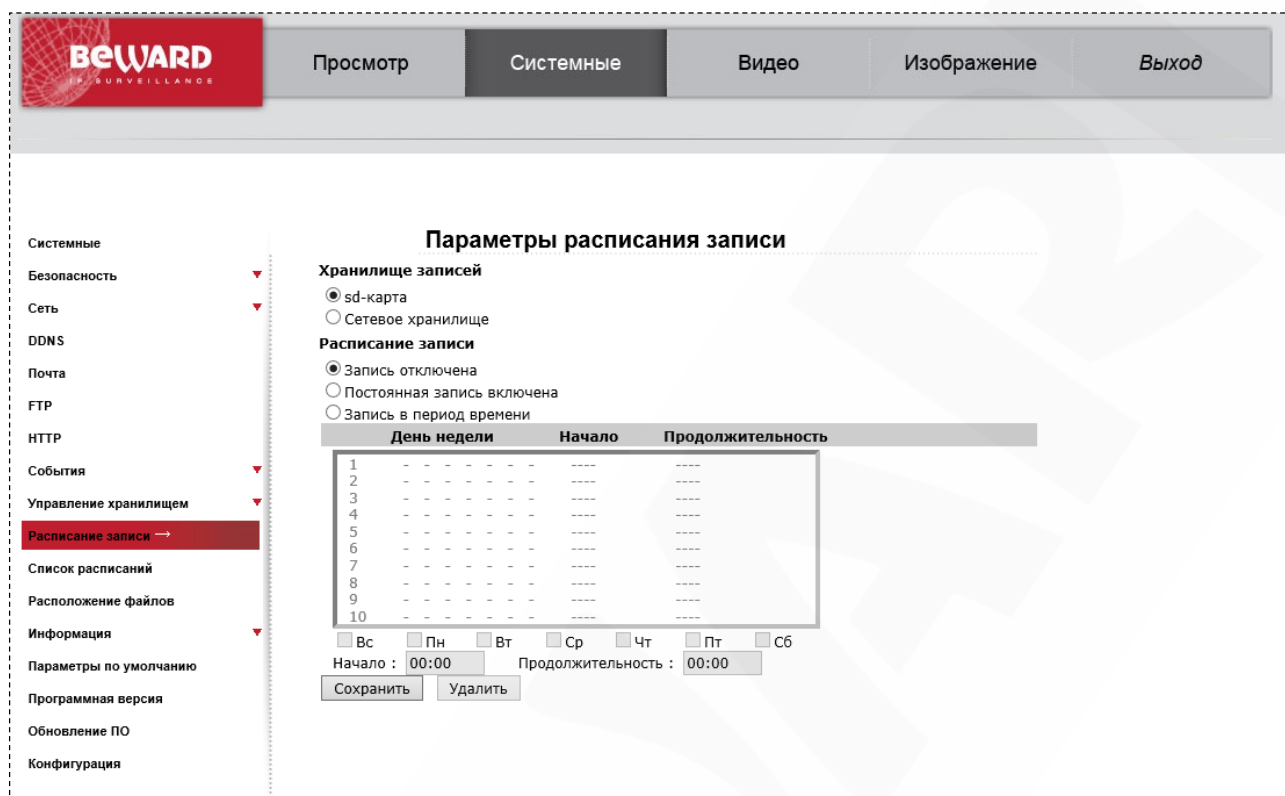 BEWARD
IP SURVEILLANCE
Просмотр Системные Видео Изображение Выход
Системные
Безопасность
Сеть
DDNS
Почта
FTP
HTTP
События
Управление хранилищем
Расписание записи →
Список расписаний
Расположение файлов
Информация
Параметры по умолчанию
Программная версия
Обновление ПО
Конфигурация
Параметры расписания записи
Хранилище записей
sd-карта
Сетевое хранилище
Расписание записи
Запись отключена
Постоянная запись включена
Запись в период времени
День недели Начало Продолжительность
1 - - - - - - - ---- ----
2 - - - - - - - ---- ----
3 - - - - - - - ---- ----
4 - - - - - - - ---- ----
5 - - - - - - - ---- ----
6 - - - - - - - ---- ----
7 - - - - - - - ---- ----
8 - - - - - - - ---- ----
9 - - - - - - - ---- ----
10 - - - - - - - ---- ----
Вс Пн Вт Ср Чт Пт Сб
Начало : 00:00 Продолжительность : 00:00
Сохранить Удалить